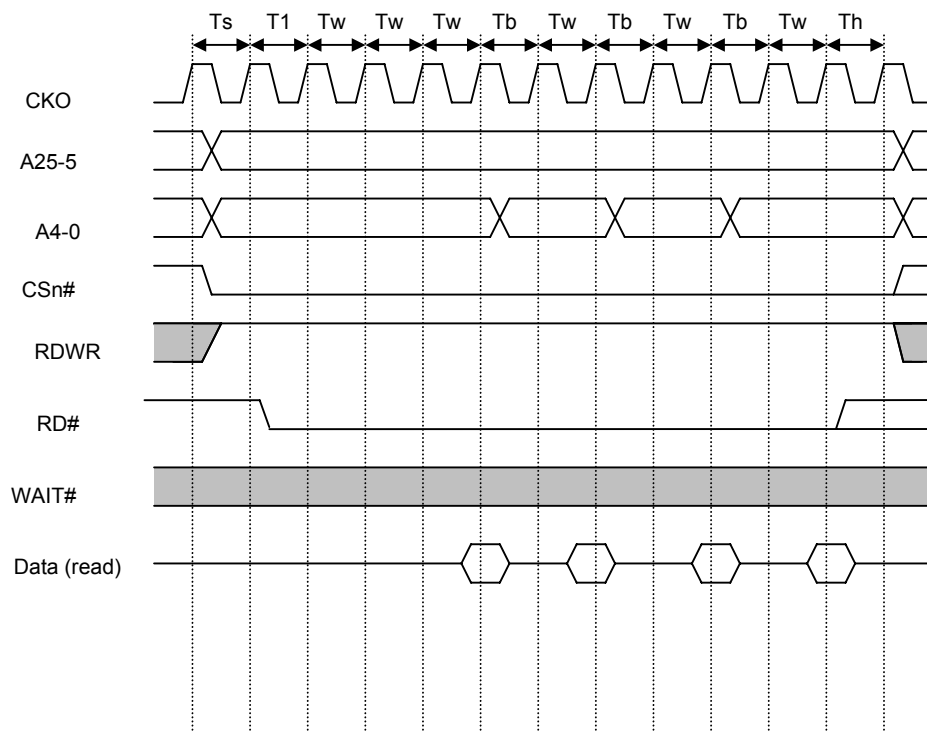 Ts T1 Tw Tw Tw Tb Tw Tb Tw Tb Tw Th
CKO
A25-5
A4-0
CSn#
RDWR
RD#
WAIT#
Data (read)